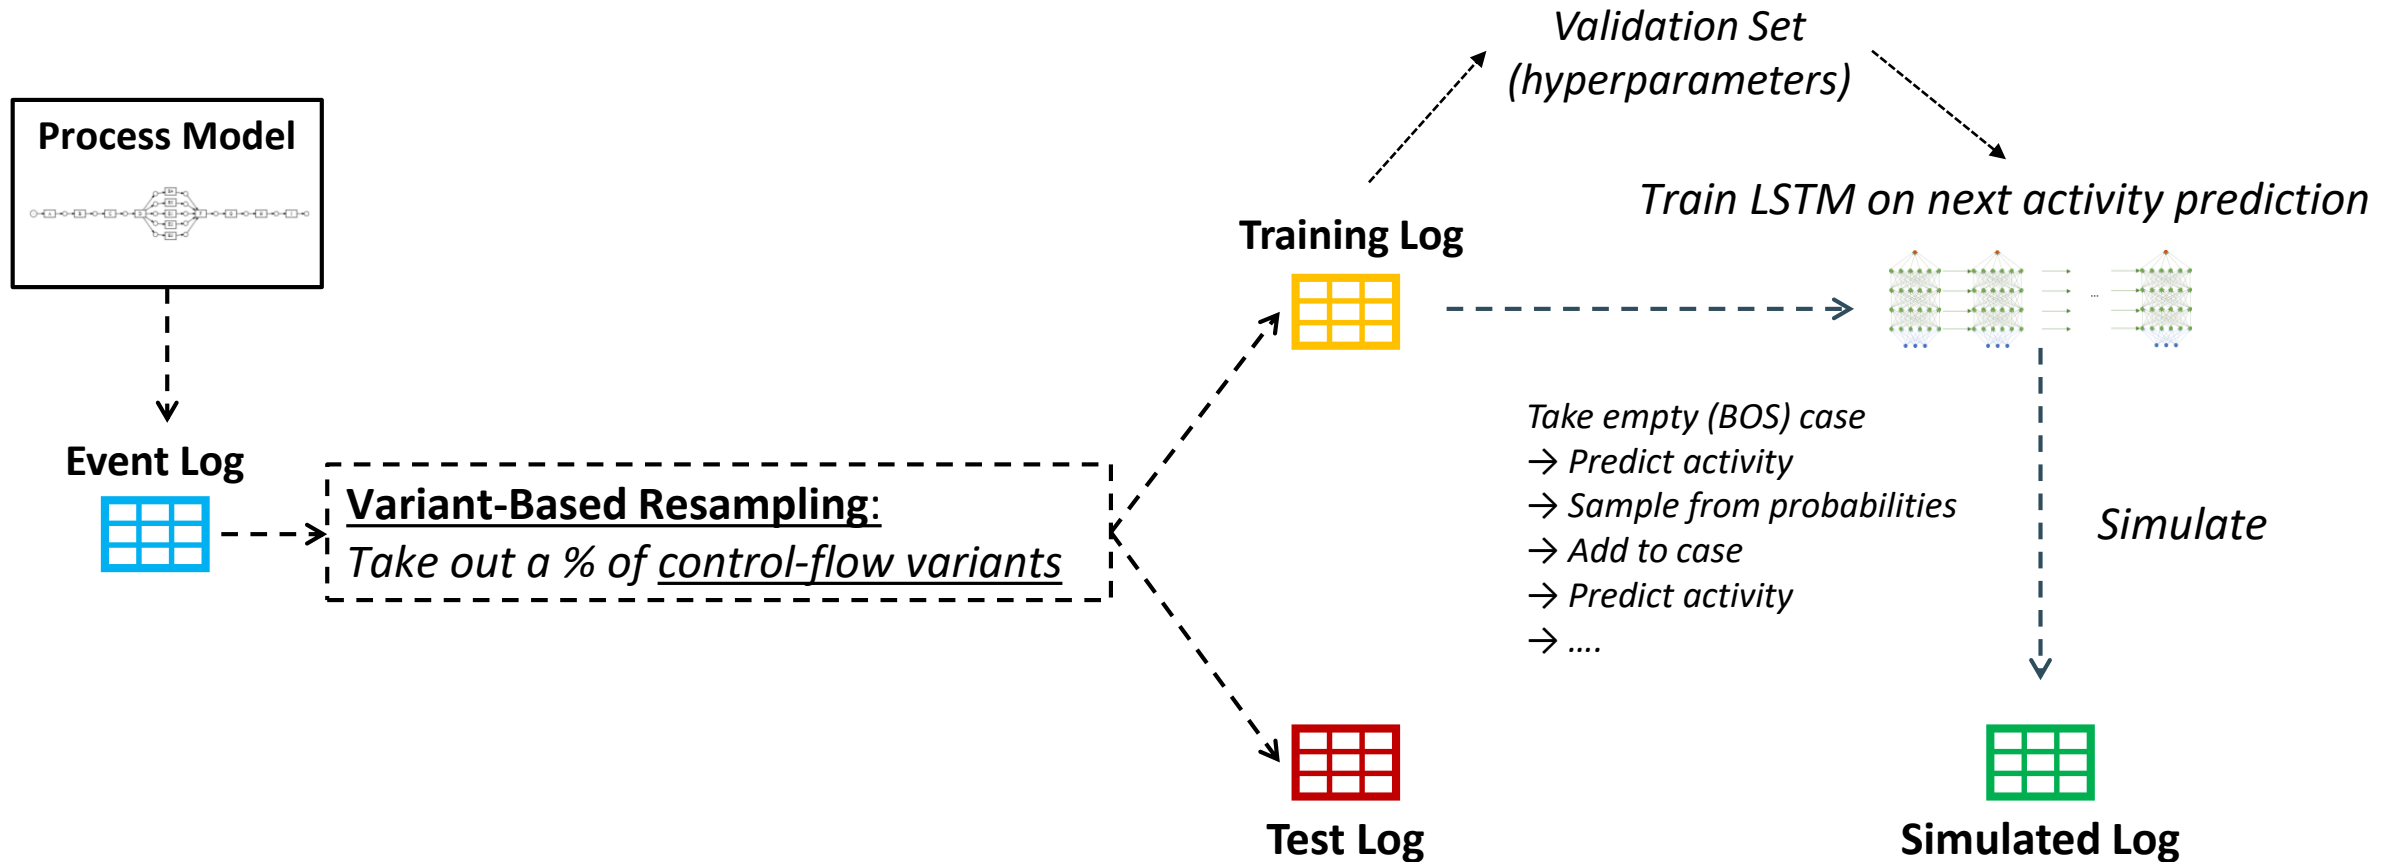 Process Model
Event Log
Variant-Based Resampling:
Take out a % of control-flow variants
Training Log
Test Log
Validation Set
(hyperparameters)
Train LSTM on next activity prediction
...
Take empty (BOS) case
→ Predict activity
→ Sample from probabilities
→ Add to case
→ Predict activity
→ ....
Simulate
Simulated Log